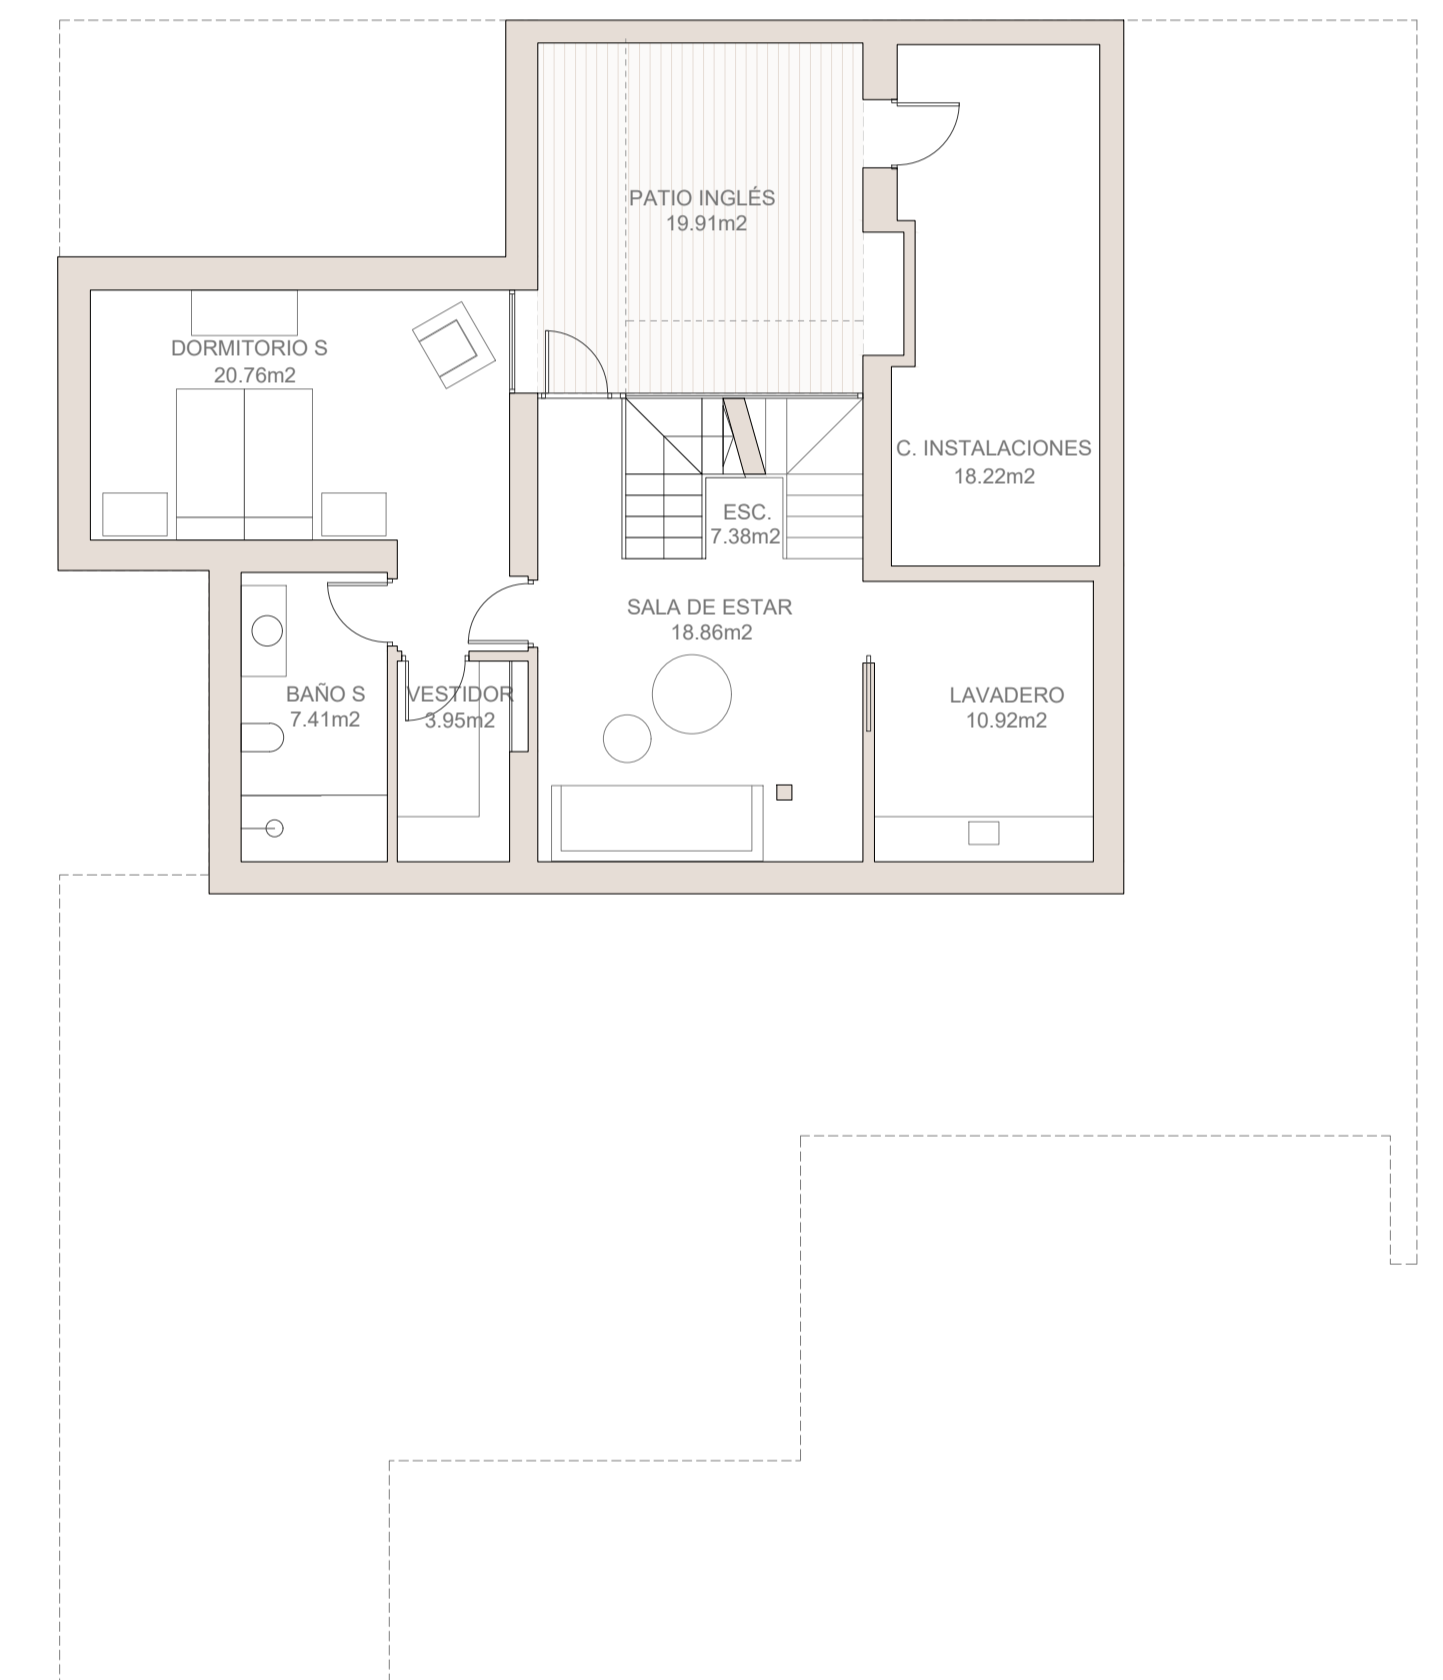 PATIO INGLÉS
19.91m2
DORMITORIO S
20.76m2
C. INSTALACIONES
18.22m2
ESC.
7.38m2
SALA DE ESTAR
18.86m2
BAÑO S
7.41m2
VESTIDOR
3.95m2
LAVADERO
10.92m2